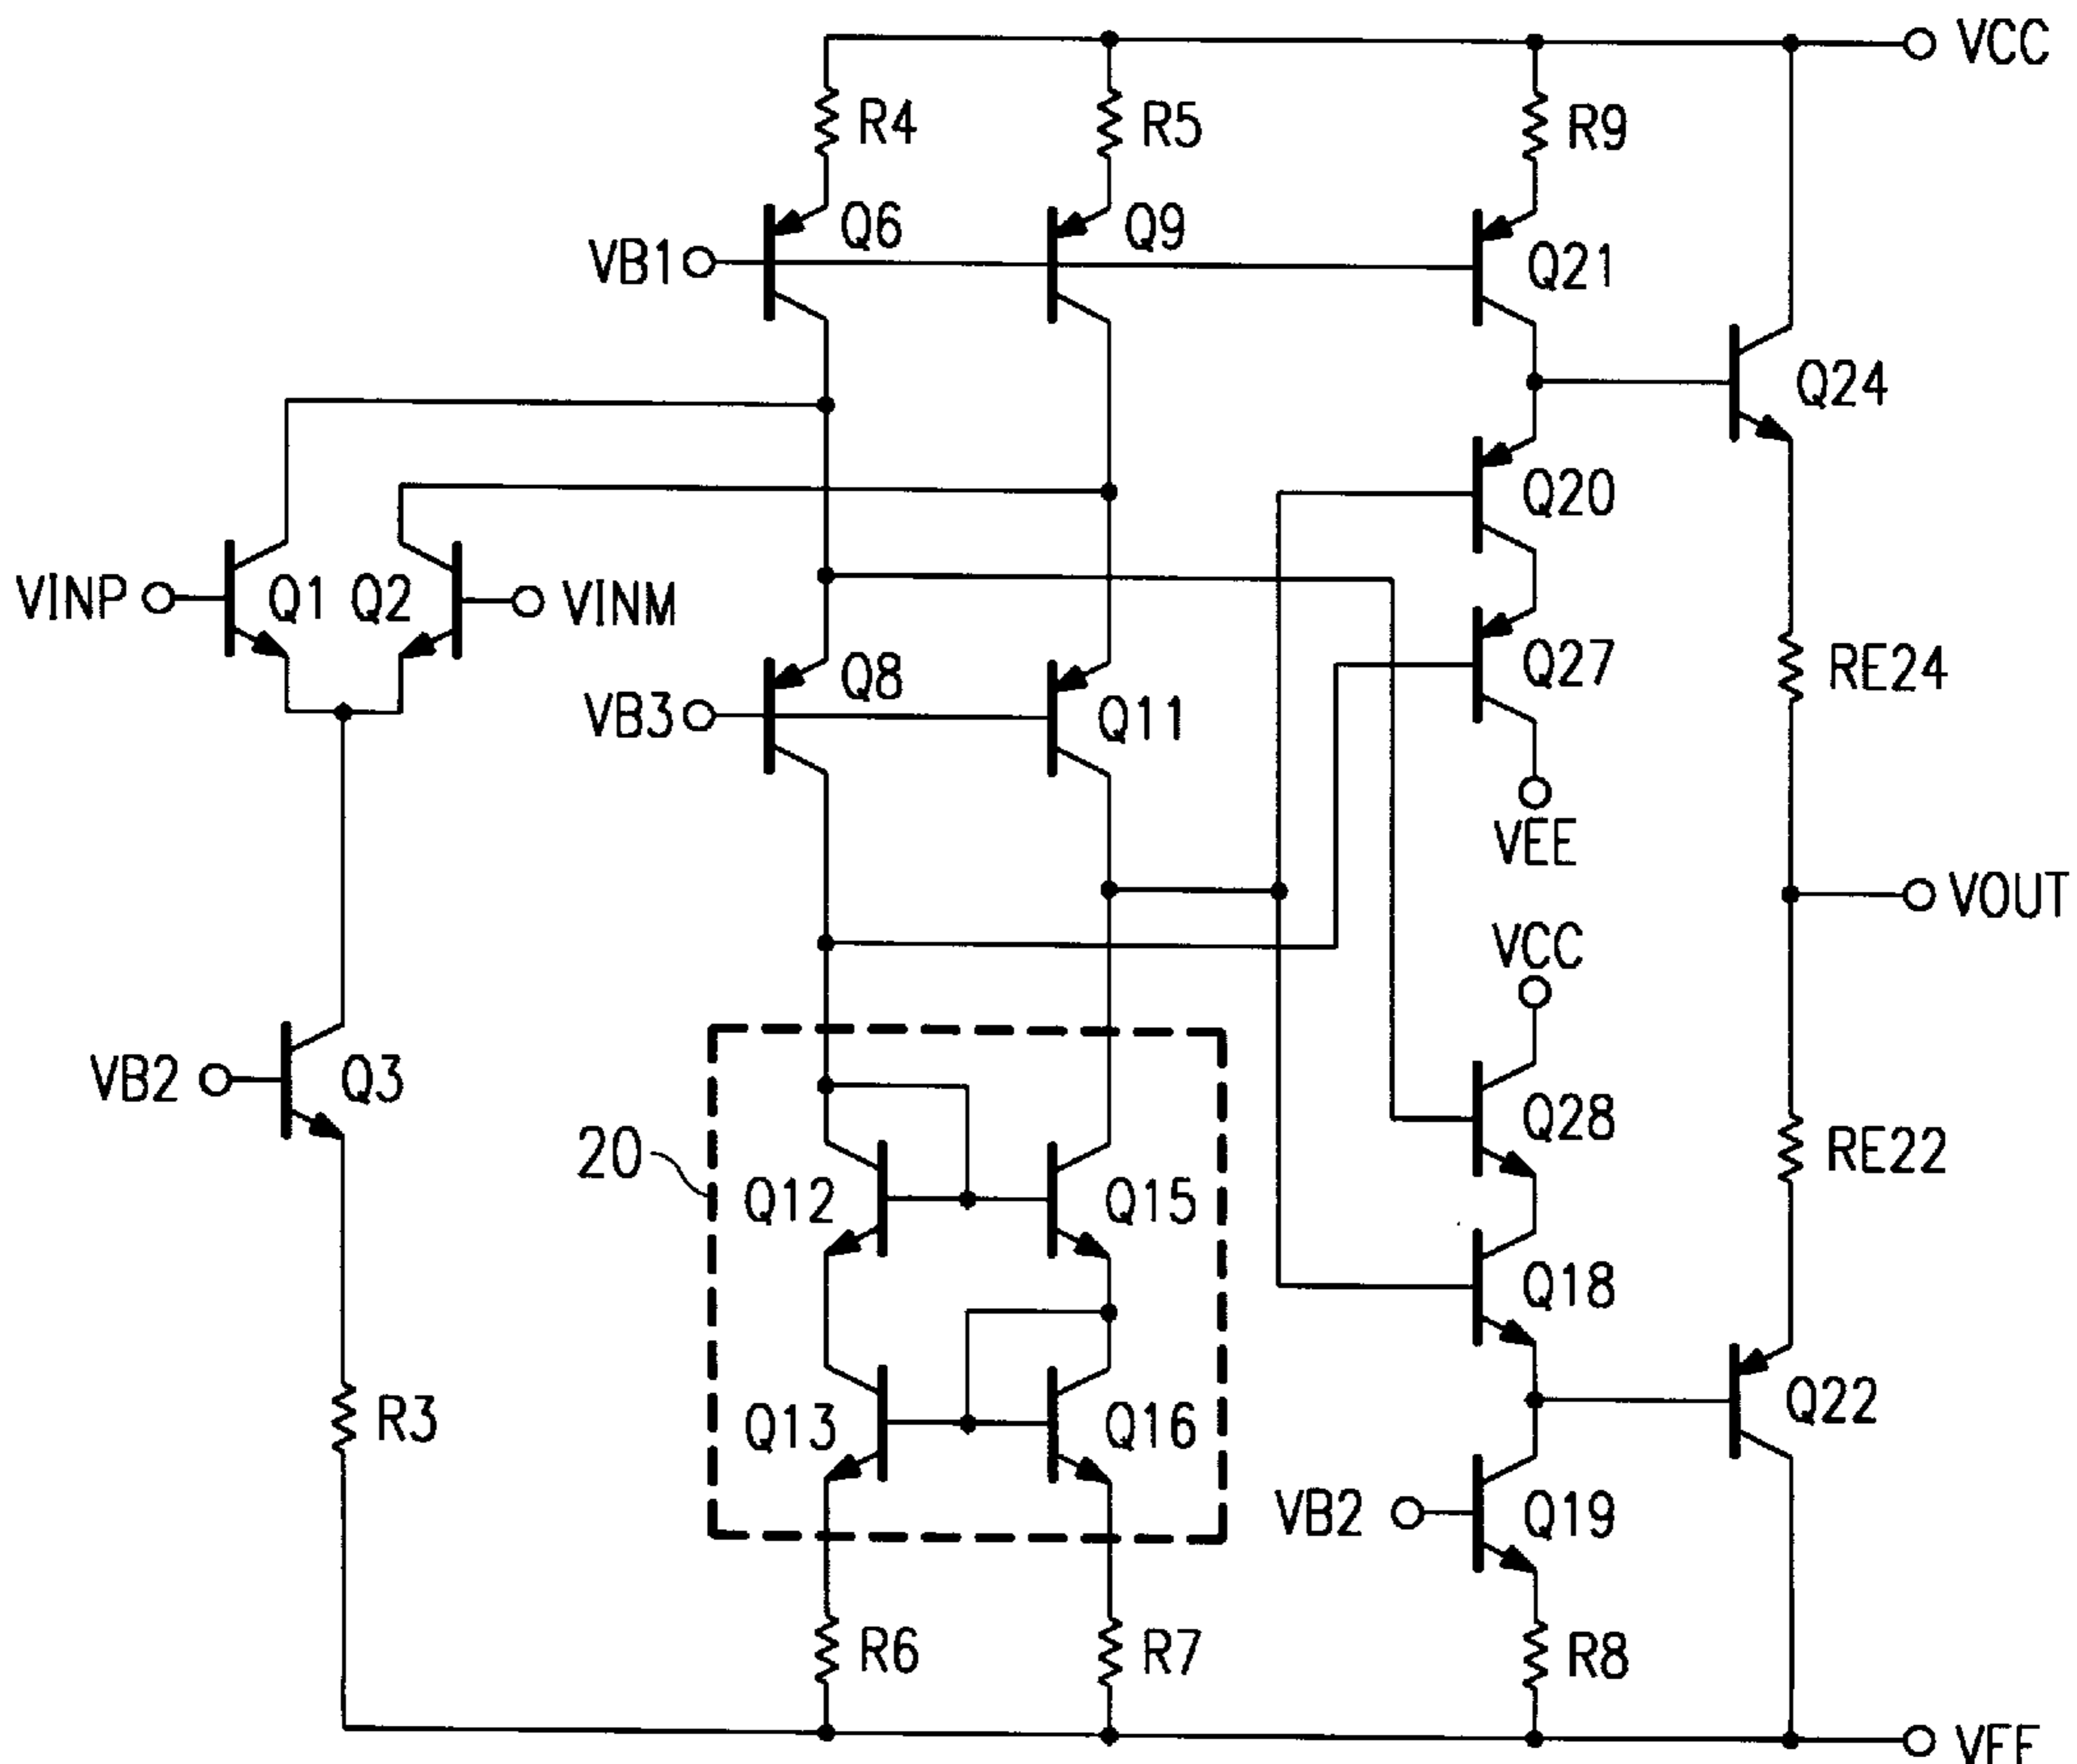 VCC
R4
R5
R9
Q6
Q9
VB1
Q21
Q24
Q20
VINP
Q1
Q2
VINM
Q27
Q8
RE24
VB3
Q11
VEE
VOUT
VCC
VB2
Q3
Q28
20
RE22
Q12
Q15
Q18
R3
Q13
Q16
Q22
VB2
Q19
R6
R7
R8
VEE